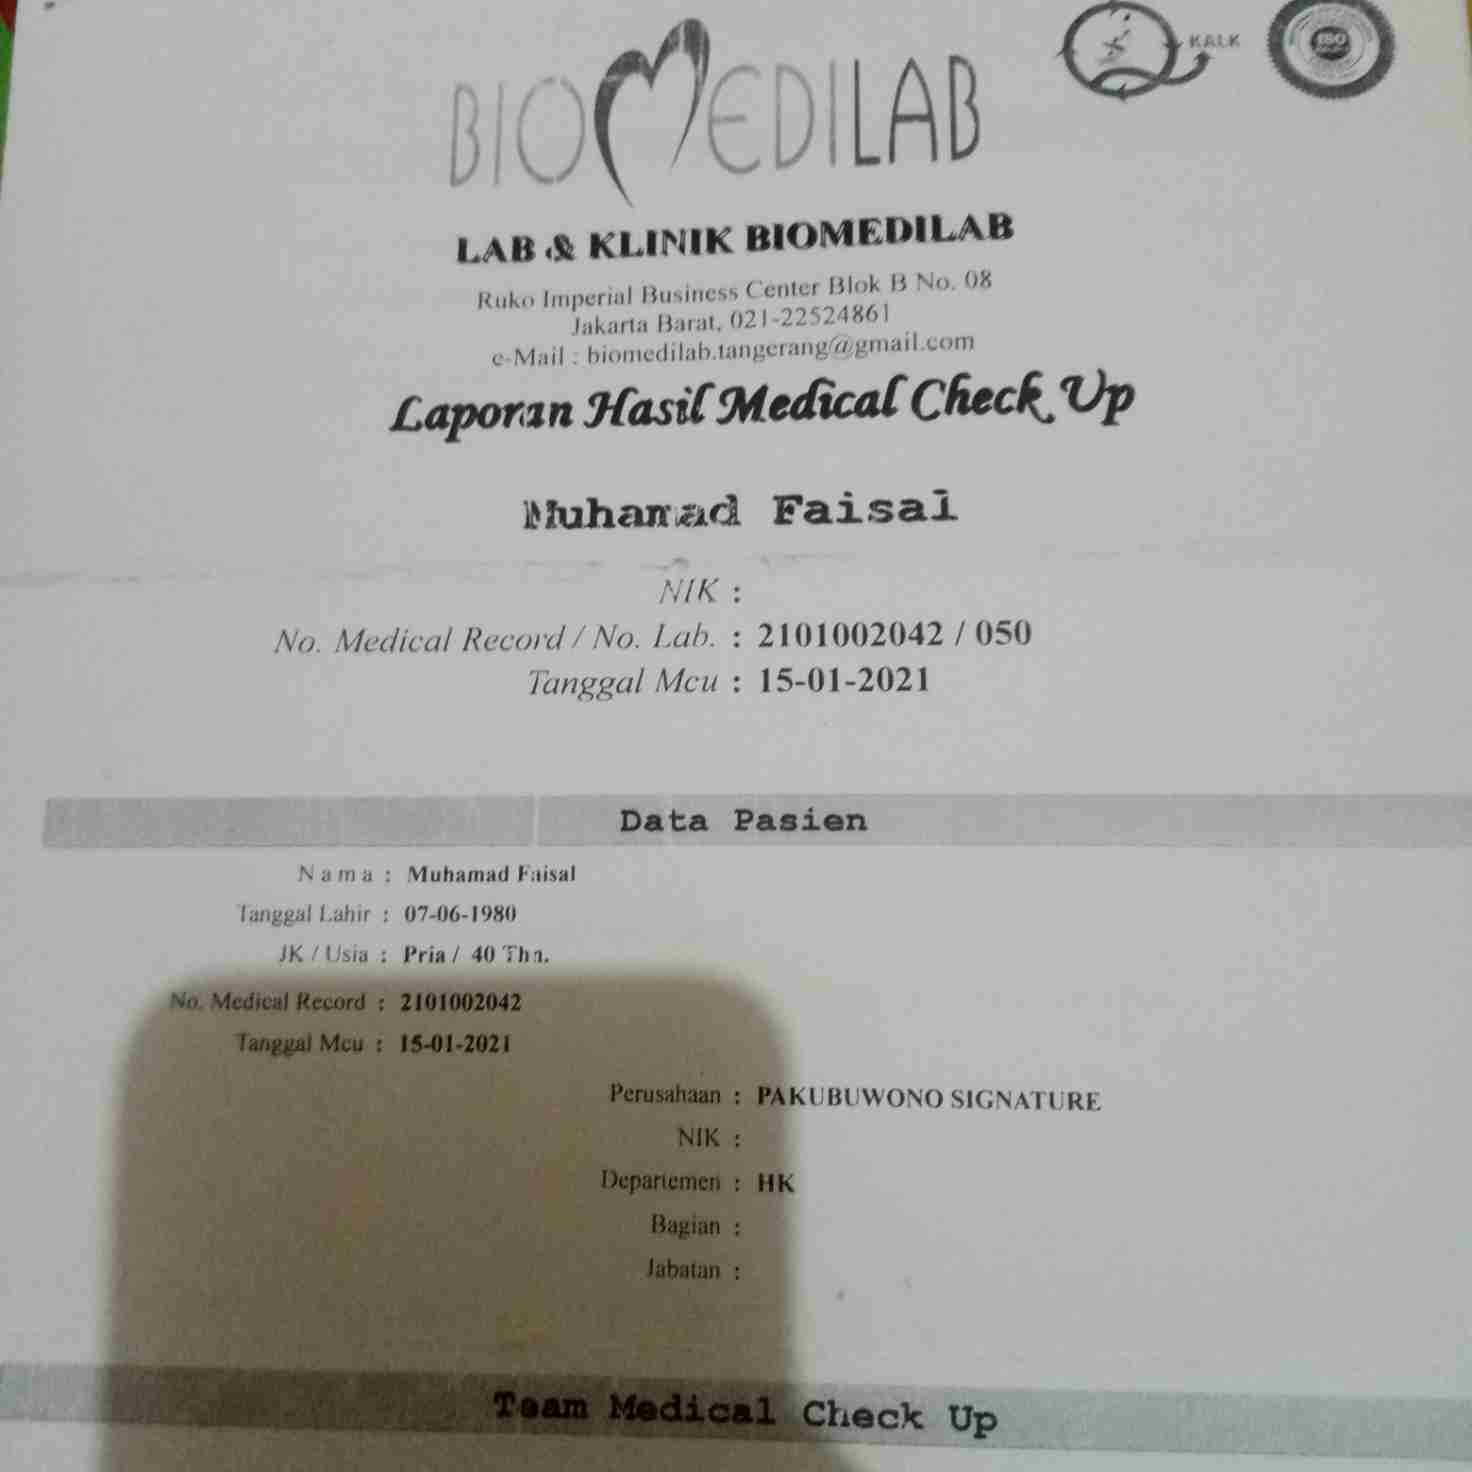 BIOMEDILAB
KALK
ISO
LAB & KLINIK BIOMEDILAB
Ruko Imperial Business Center Blok B No. 08
Jakarta Barat, 021-22524861
e-Mail : biomedilab.tangerang@gmail.com
Laporan Hasil Medical Check Up
Muhamad Faisal
NIK :
No. Medical Record / No. Lab. : 2101002042 / 050
Tanggal Mcu : 15-01-2021
Data Pasien
Nama : Muhamad Faisal
Tanggal Lahir : 07-06-1980
JK / Usia : Pria / 40 Thn.
No. Medical Record : 2101002042
Tanggal Mcu : 15-01-2021
Perusahaan : PAKUBUWONO SIGNATURE
NIK :
Departemen : HK
Bagian :
Jabatan :
Team Medical Check Up